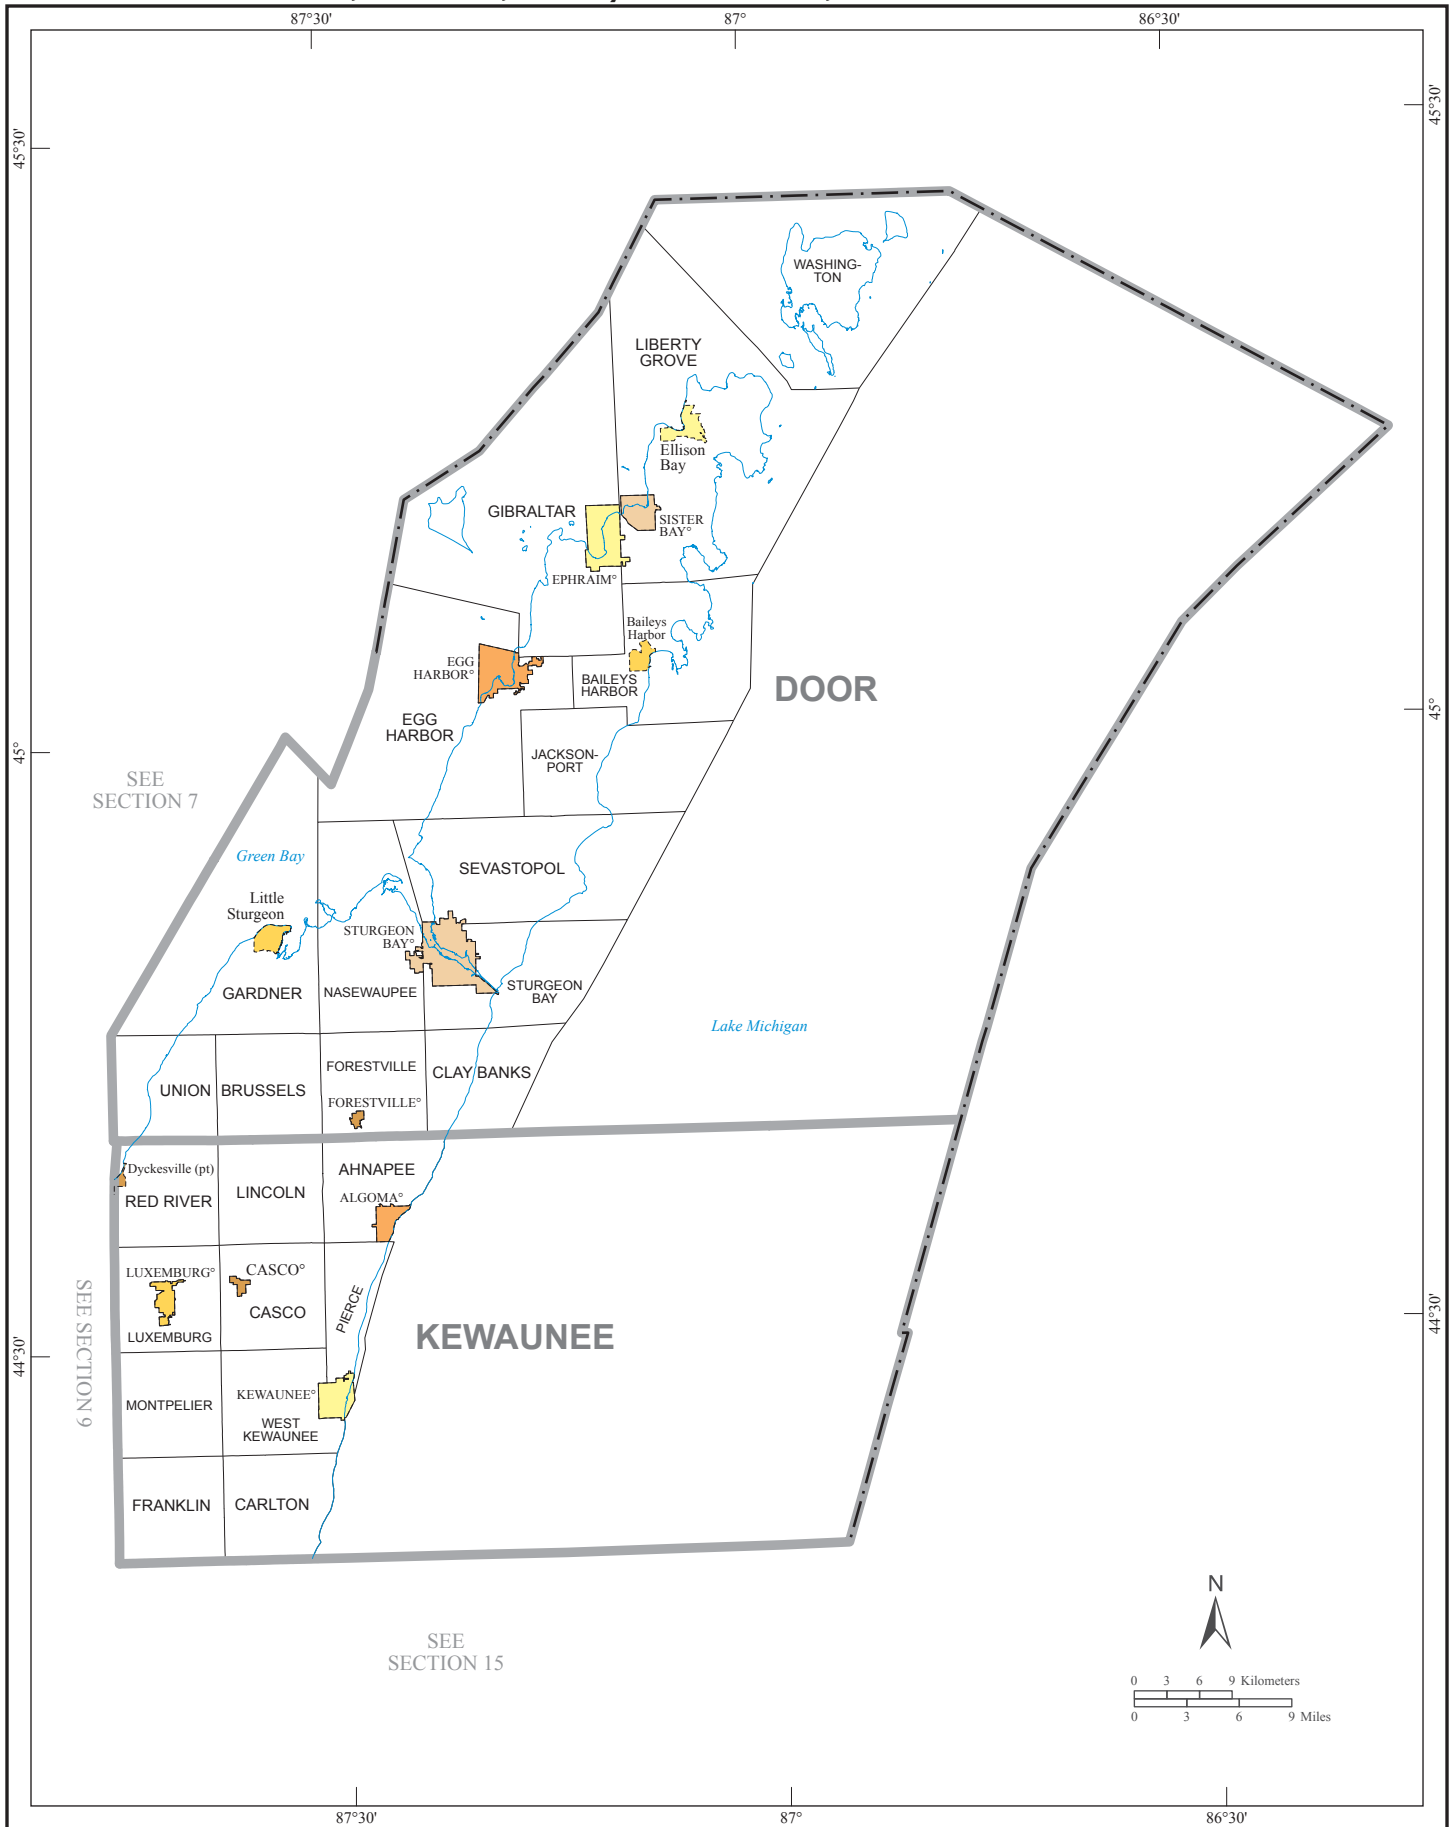 87°30'
87°
86°30'
45°30'
45°30'
WASHING-
TON
LIBERTY
GROVE
Ellison
Bay
GIBRALTAR
SISTER
BAY°
EPHRAIM°
Baileys
Harbor
EGG
HARBOR°
BAILEYS
HARBOR
DOOR
EGG
HARBOR
45°
45°
JACKSON-
PORT
SEE
SECTION 7
Green Bay
SEVASTOPOL
Little
Sturgeon
STURGEON
BAY°
GARDNER
NASEWAUPEE
STURGEON
BAY
Lake Michigan
FORESTVILLE
UNION
BRUSSELS
CLAY BANKS
FORESTVILLE°
Dyckesville (pt)
AHNAPEE
RED RIVER
LINCOLN
ALGOMA°
LUXEMBURG°
CASCO°
CASCO
PIERCE
LUXEMBURG
KEWAUNEE
SEE SECTION 9
44°30'
44°30'
MONTPELIER
KEWAUNEE°
WEST
KEWAUNEE
FRANKLIN
CARLTON
SEE
SECTION 15
N
0 3 6 9 Kilometers
0 3 6 9 Miles
87°30'
87°
86°30'